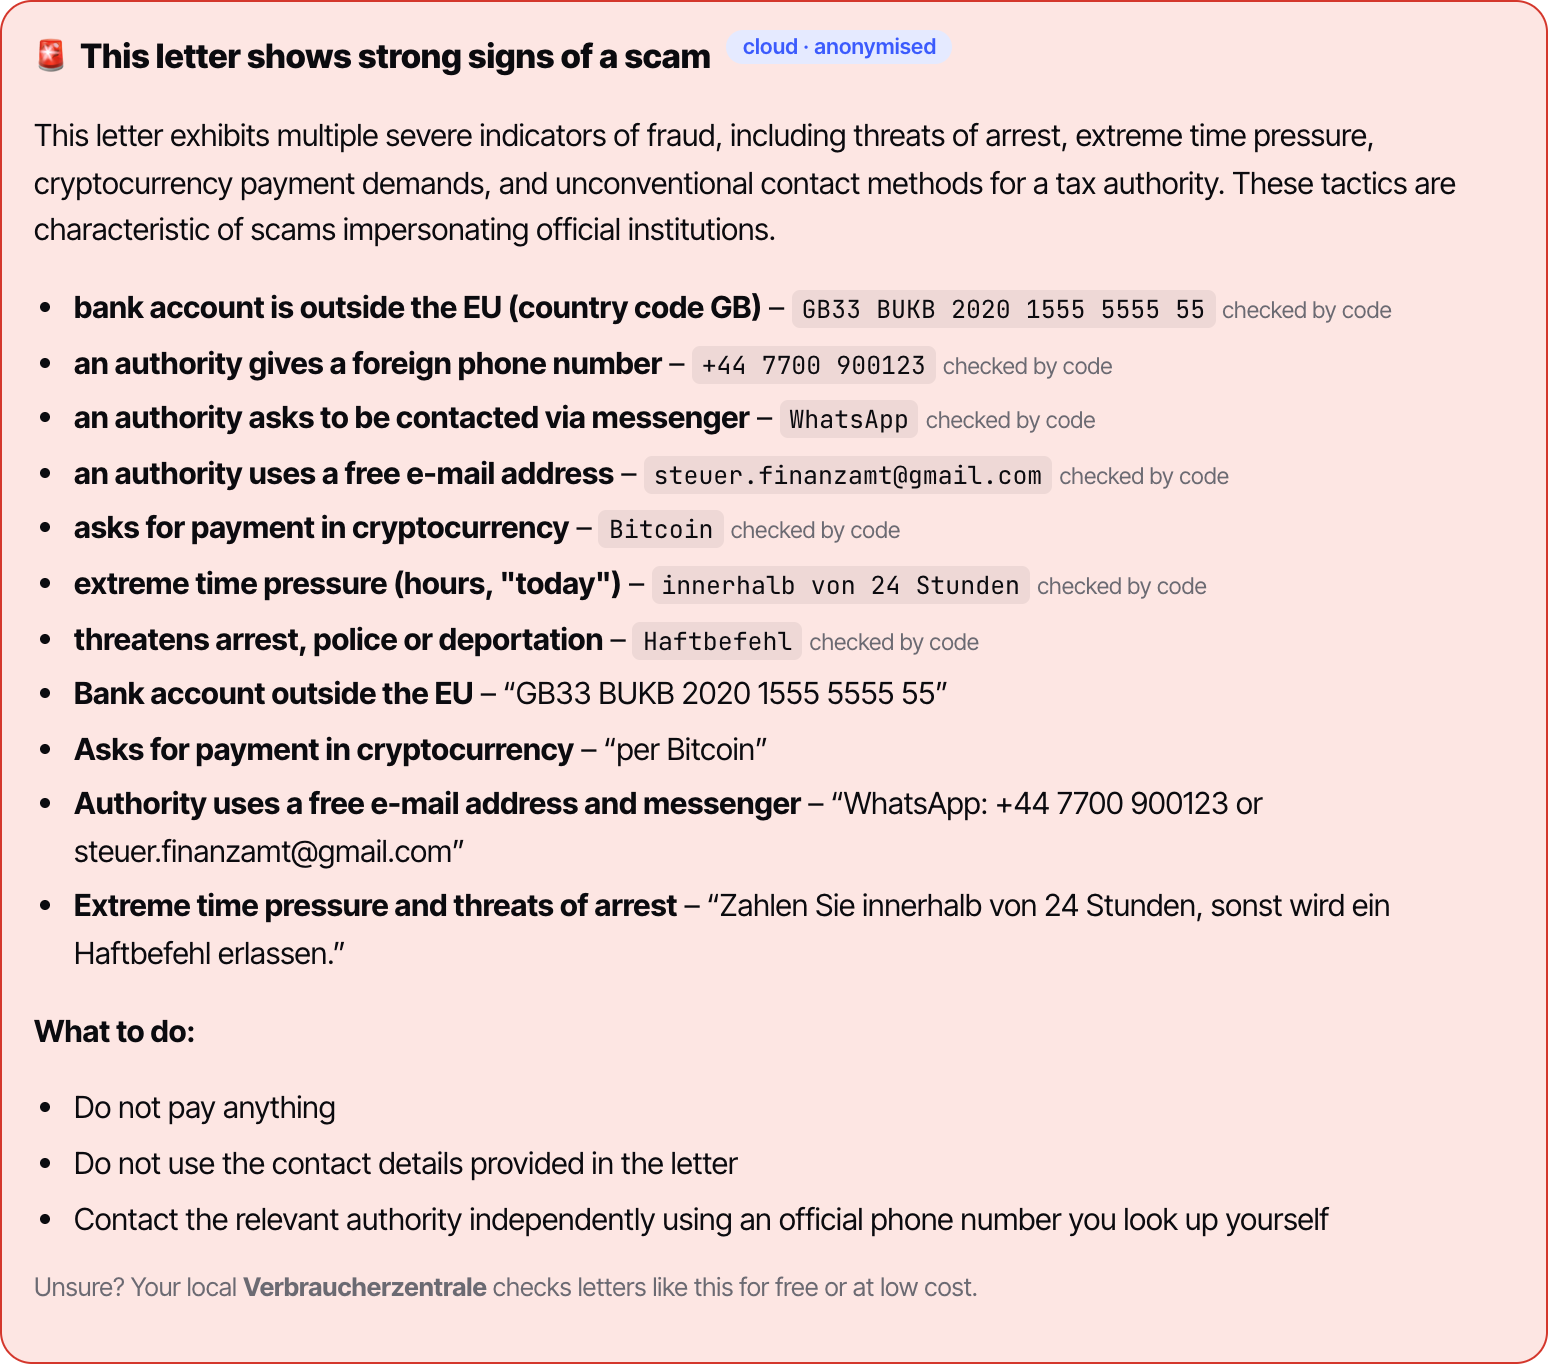 🚨 This letter shows strong signs of a scam cloud · anonymised
This letter exhibits multiple severe indicators of fraud, including threats of arrest, extreme time pressure,
cryptocurrency payment demands, and unconventional contact methods for a tax authority. These tactics are
characteristic of scams impersonating official institutions.
• bank account is outside the EU (country code GB) – GB33 BUKB 2020 1555 5555 55 checked by code
• an authority gives a foreign phone number – +44 7700 900123 checked by code
• an authority asks to be contacted via messenger – WhatsApp checked by code
• an authority uses a free e-mail address – steuer.finanzamt@gmail.com checked by code
• asks for payment in cryptocurrency – Bitcoin checked by code
• extreme time pressure (hours, "today") – innerhalb von 24 Stunden checked by code
• threatens arrest, police or deportation – Haftbefehl checked by code
• Bank account outside the EU – “GB33 BUKB 2020 1555 5555 55”
• Asks for payment in cryptocurrency – “per Bitcoin”
• Authority uses a free e-mail address and messenger – “WhatsApp: +44 7700 900123 or
steuer.finanzamt@gmail.com”
• Extreme time pressure and threats of arrest – “Zahlen Sie innerhalb von 24 Stunden, sonst wird ein
Haftbefehl erlassen.”
What to do:
• Do not pay anything
• Do not use the contact details provided in the letter
• Contact the relevant authority independently using an official phone number you look up yourself
Unsure? Your local Verbraucherzentrale checks letters like this for free or at low cost.